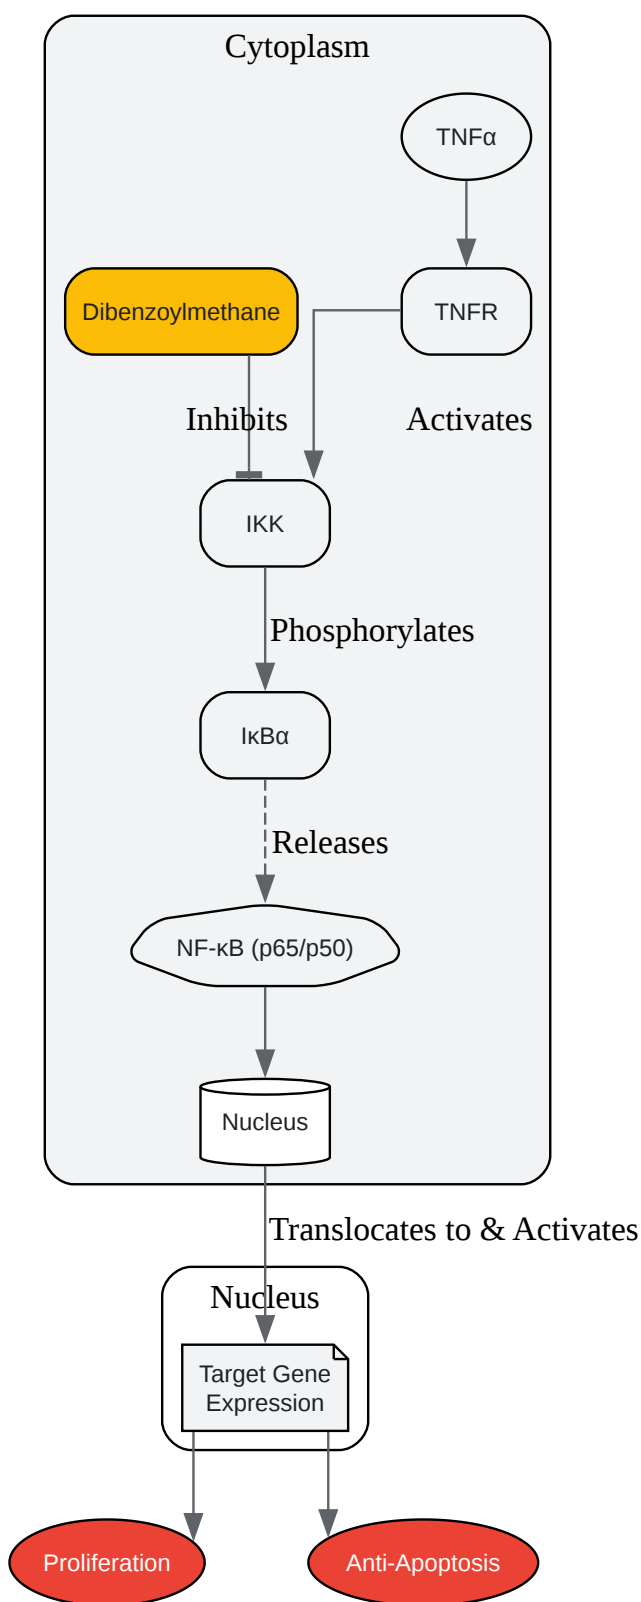 Cytoplasm
TNFα
Dibenzoylmethane
TNFR
Inhibits
Activates
IKK
Phosphorylates
IκBα
Releases
NF-κB (p65/p50)
Nucleus
Translocates to & Activates
Nucleus
Target Gene
Expression
Proliferation
Anti-Apoptosis